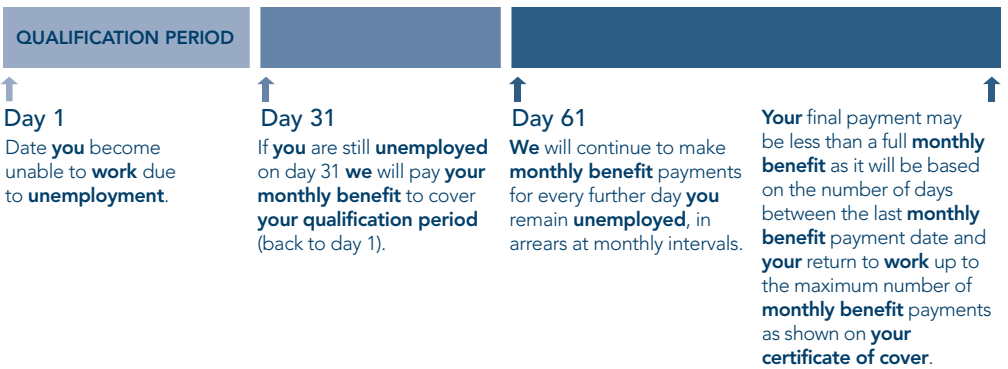 QUALIFICATION PERIOD
Day 1
Date you become
unable to work due
to unemployment.
Day 31
If you are still unemployed
on day 31 we will pay your
monthly benefit to cover
your qualification period
(back to day 1).
Day 61
We will continue to make
monthly benefit payments
for every further day you
remain unemployed, in
arrears at monthly intervals.
Your final payment may
be less than a full monthly
benefit as it will be based
on the number of days
between the last monthly
benefit payment date and
your return to work up to
the maximum number of
monthly benefit payments
as shown on your
certificate of cover.